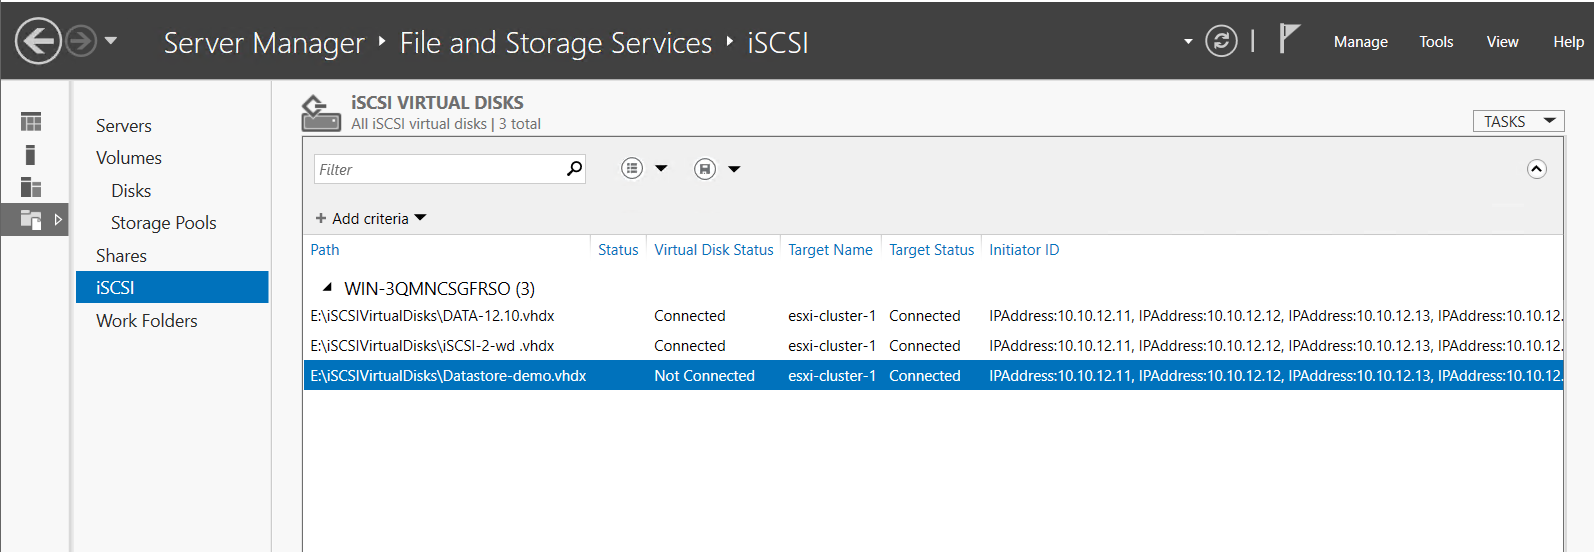 Server Manager ‣ File and Storage Services ‣ iSCSI
Manage Tools View Help
Servers
Volumes
Disks
Storage Pools
Shares
iSCSI
Work Folders
iSCSI VIRTUAL DISKS
All iSCSI virtual disks | 3 total
TASKS
Filter
+ Add criteria
Path Status Virtual Disk Status Target Name Target Status Initiator ID
WIN-3QMNCSGFRSO (3)
E:\iSCSIVirtualDisks\DATA-12.10.vhdx Connected esxi-cluster-1 Connected IPAddress:10.10.12.11, IPAddress:10.10.12.12, IPAddress:10.10.12.13, IPAddress:10.10.12.
E:\iSCSIVirtualDisks\iSCSI-2-wd .vhdx Connected esxi-cluster-1 Connected IPAddress:10.10.12.11, IPAddress:10.10.12.12, IPAddress:10.10.12.13, IPAddress:10.10.12.
E:\iSCSIVirtualDisks\Datastore-demo.vhdx Not Connected esxi-cluster-1 Connected IPAddress:10.10.12.11, IPAddress:10.10.12.12, IPAddress:10.10.12.13, IPAddress:10.10.12.